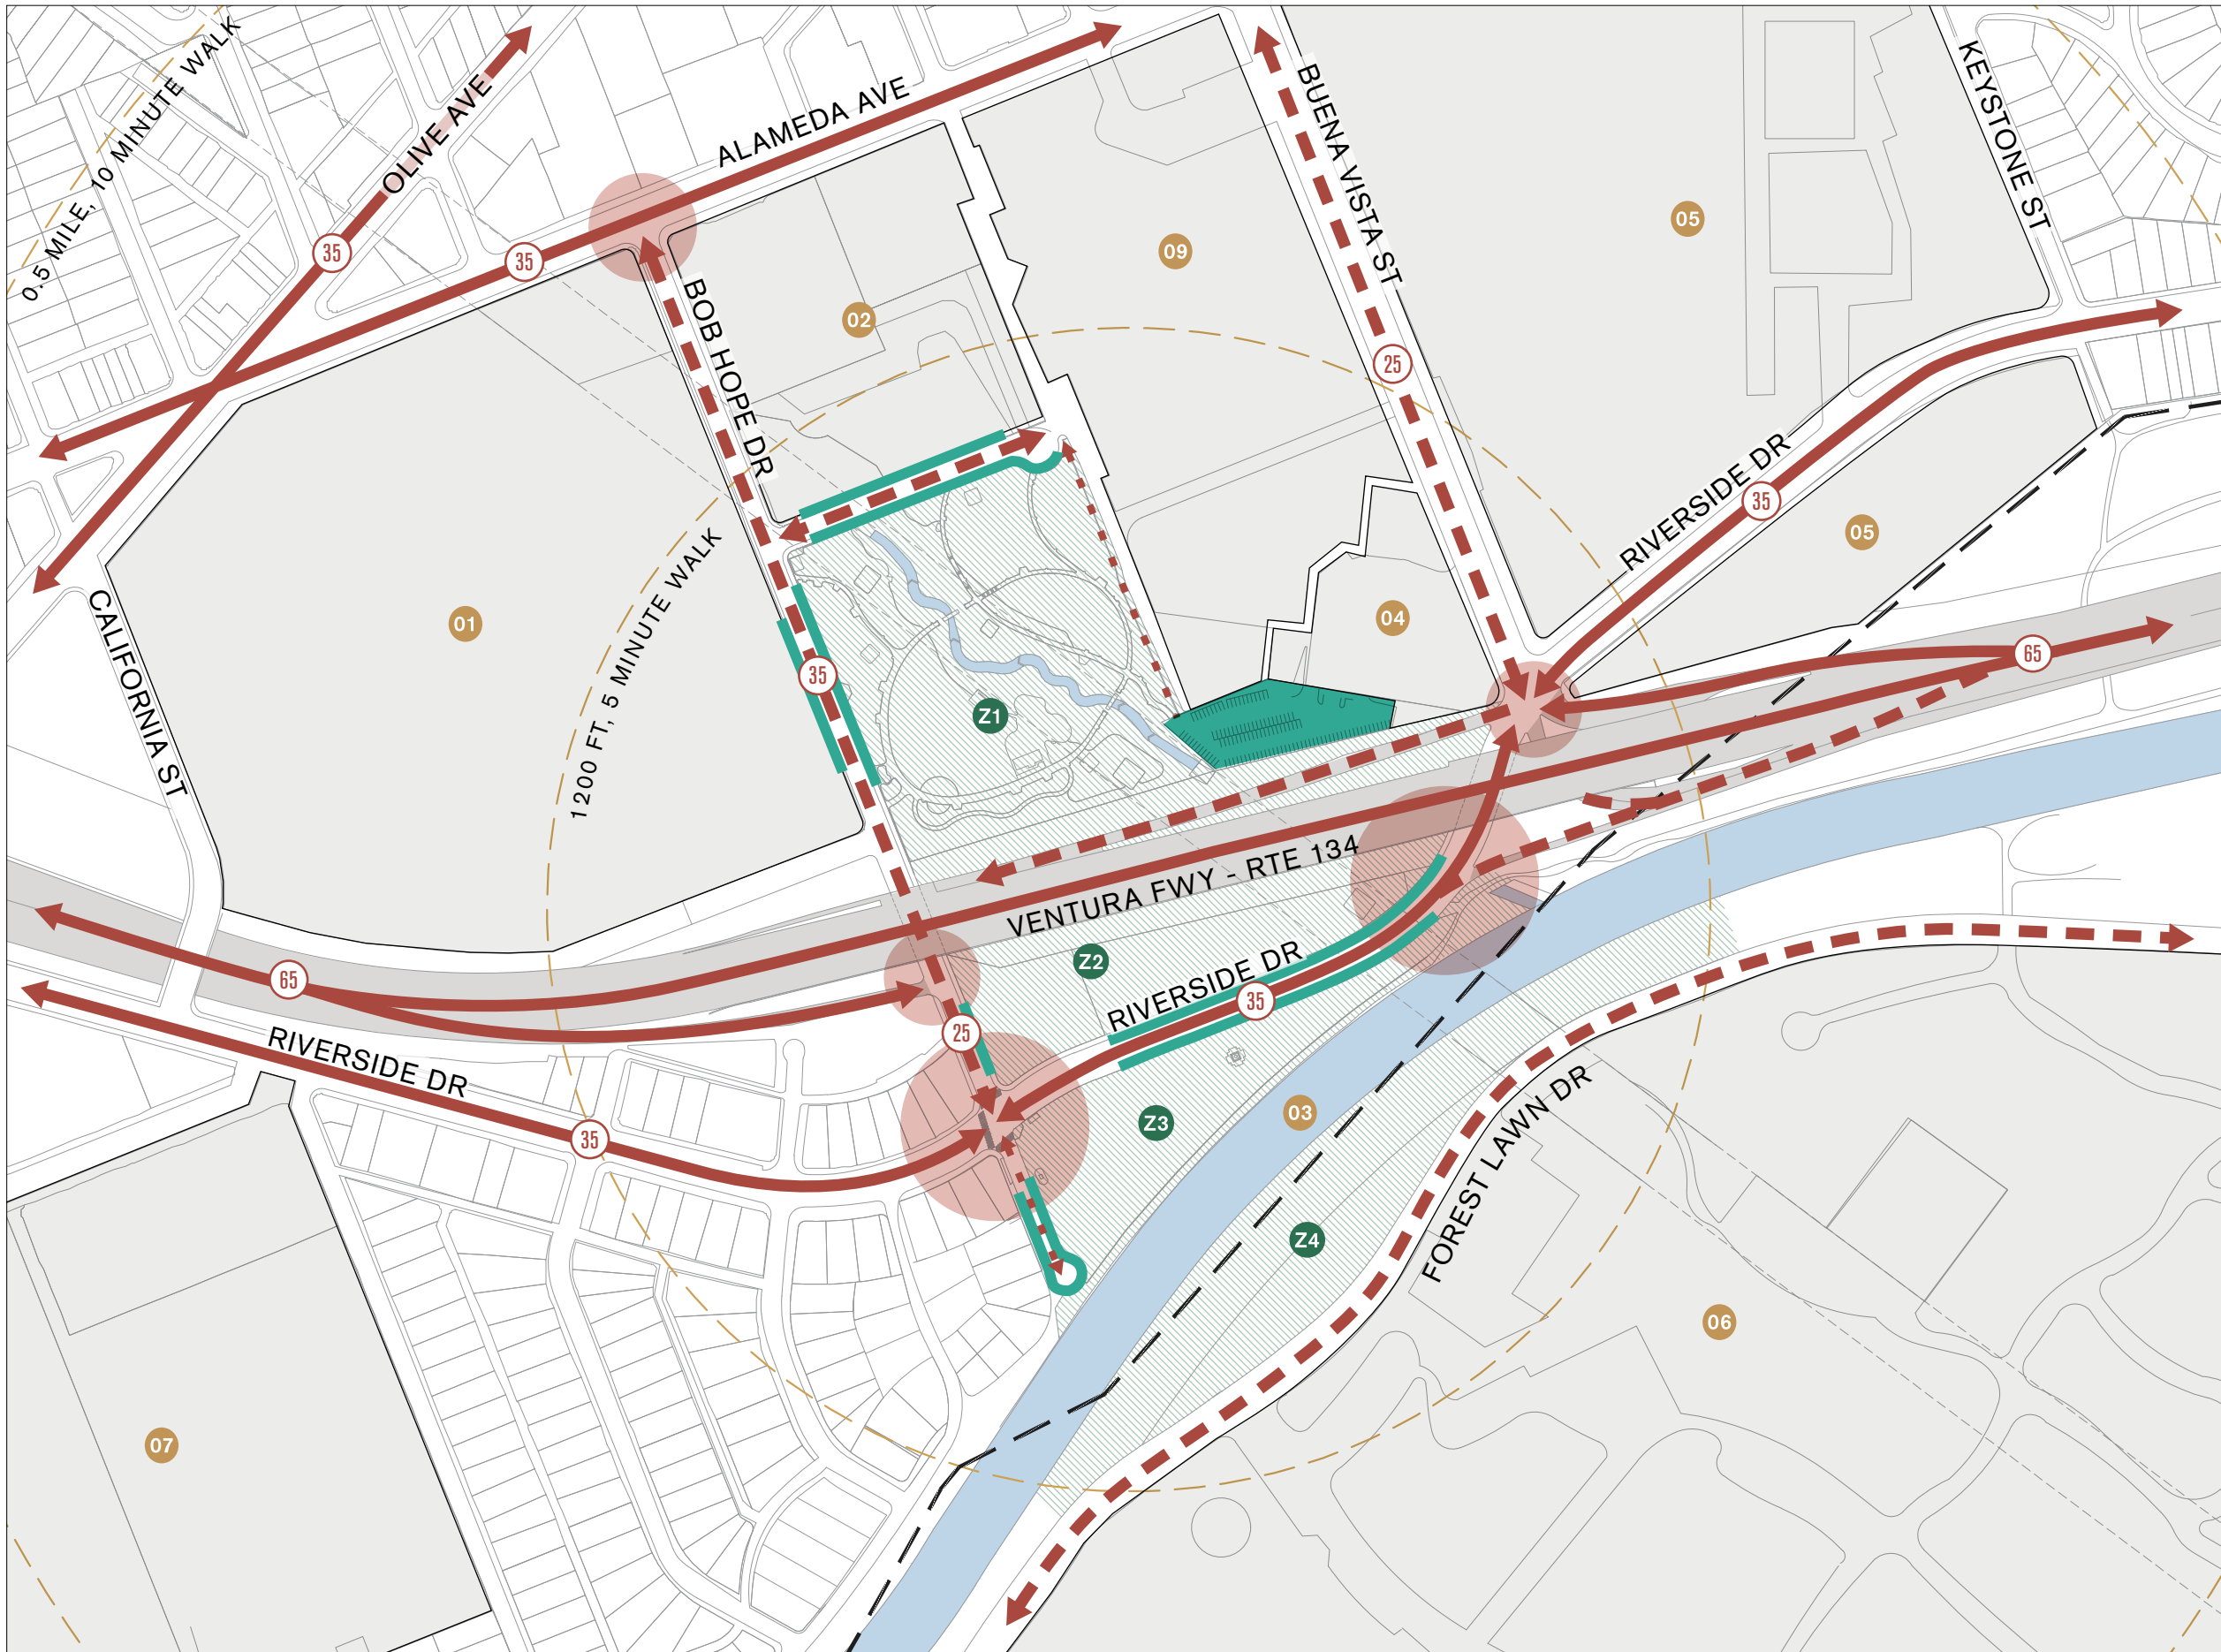 0.5 MILE, 10 MINUTE WALK
OLIVE AVE
ALAMEDA AVE
BUENA VISTA ST
KEYSTONE ST
35
35
09
05
02
BOB HOPE DR
25
RIVERSIDE DR
35
05
1200 FT, 5 MINUTE WALK
CALIFORNIA ST
01
35
Z1
04
65
VENTURA FWY - RTE 134
65
Z2
RIVERSIDE DR
35
25
RIVERSIDE DR
35
Z3
03
Z4
FOREST LAWN DR
06
07